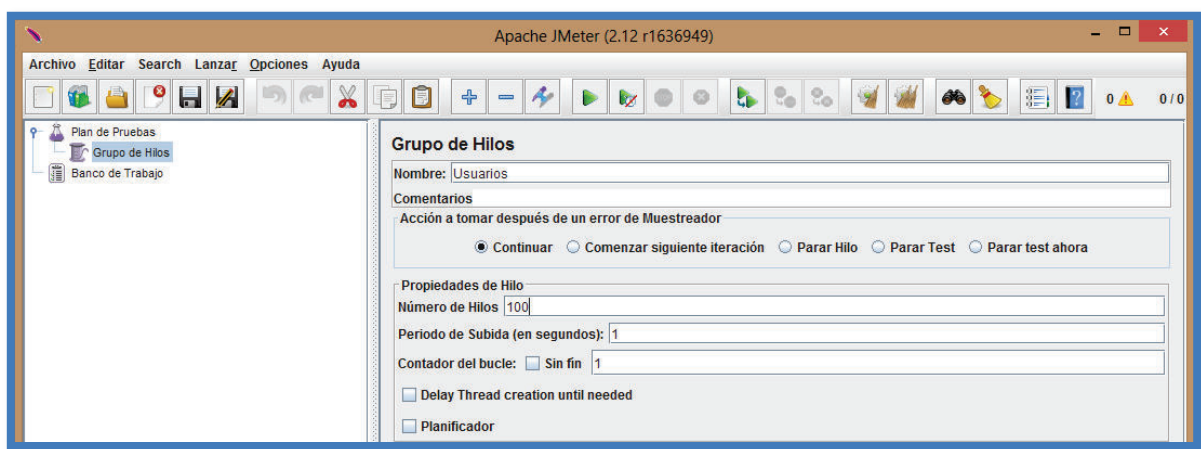 Apache JMeter (2.12 r1636949)
Archivo Editar Search Lanzar Opciones Ayuda
0 0 / 0
Plan de Pruebas
Grupo de Hilos
Banco de Trabajo
Grupo de Hilos
Nombre: Usuarios
Comentarios
Acción a tomar después de un error de Muestreador
Continuar Comenzar siguiente iteración Parar Hilo Parar Test Parar test ahora
Propiedades de Hilo
Número de Hilos 100
Periodo de Subida (en segundos): 1
Contador del bucle: Sin fin 1
Delay Thread creation until needed
Planificador